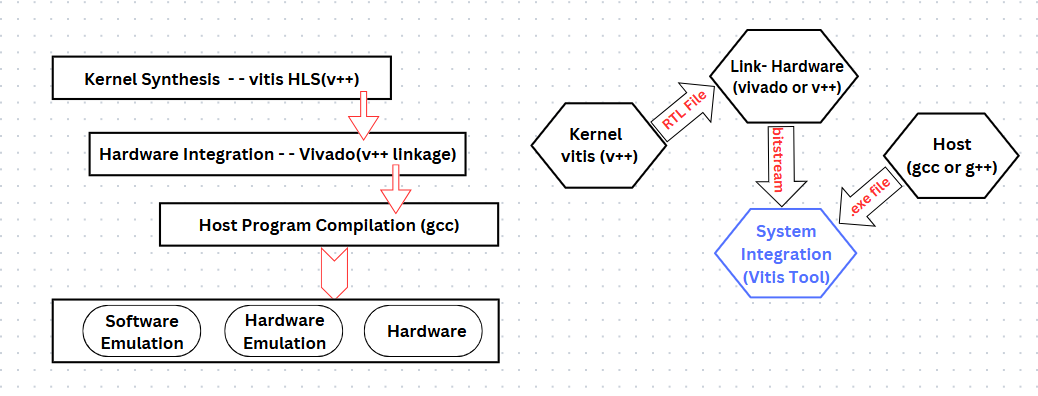 Kernel Synthesis - - vitis HLS(v++)
Hardware Integration - - Vivado(v++ linkage)
Host Program Compilation (gcc)
Software
Emulation
Hardware
Emulation
Hardware
Kernel
vitis (v++)
RTL File
Link- Hardware
(vivado or v++)
bitstream
Host
(gcc or g++)
.exe file
System
Integration
(Vitis Tool)